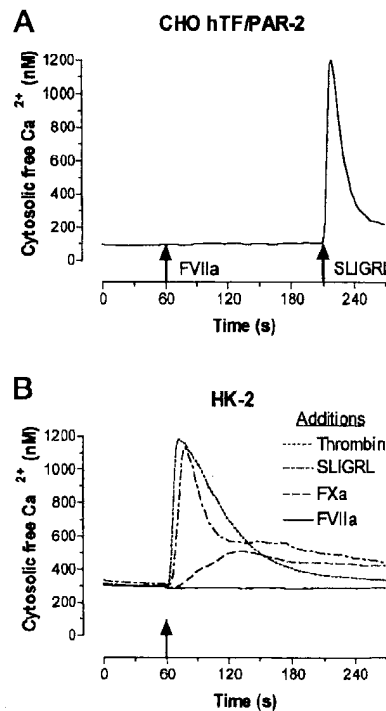 A
CHO hTF/PAR-2
Cytosolic free Ca 2+ (nM)
1200
1000
800
600
400
200
0
FVIIa
SLIGRL
0 60 120 180 240
Time (s)
B
HK-2
Cytosolic free Ca 2+ (nM)
1200
1000
800
600
400
200
0
Additions
Thrombin
SLIGRL
FXa
FVIIa
0 60 120 180 240
Time (s)